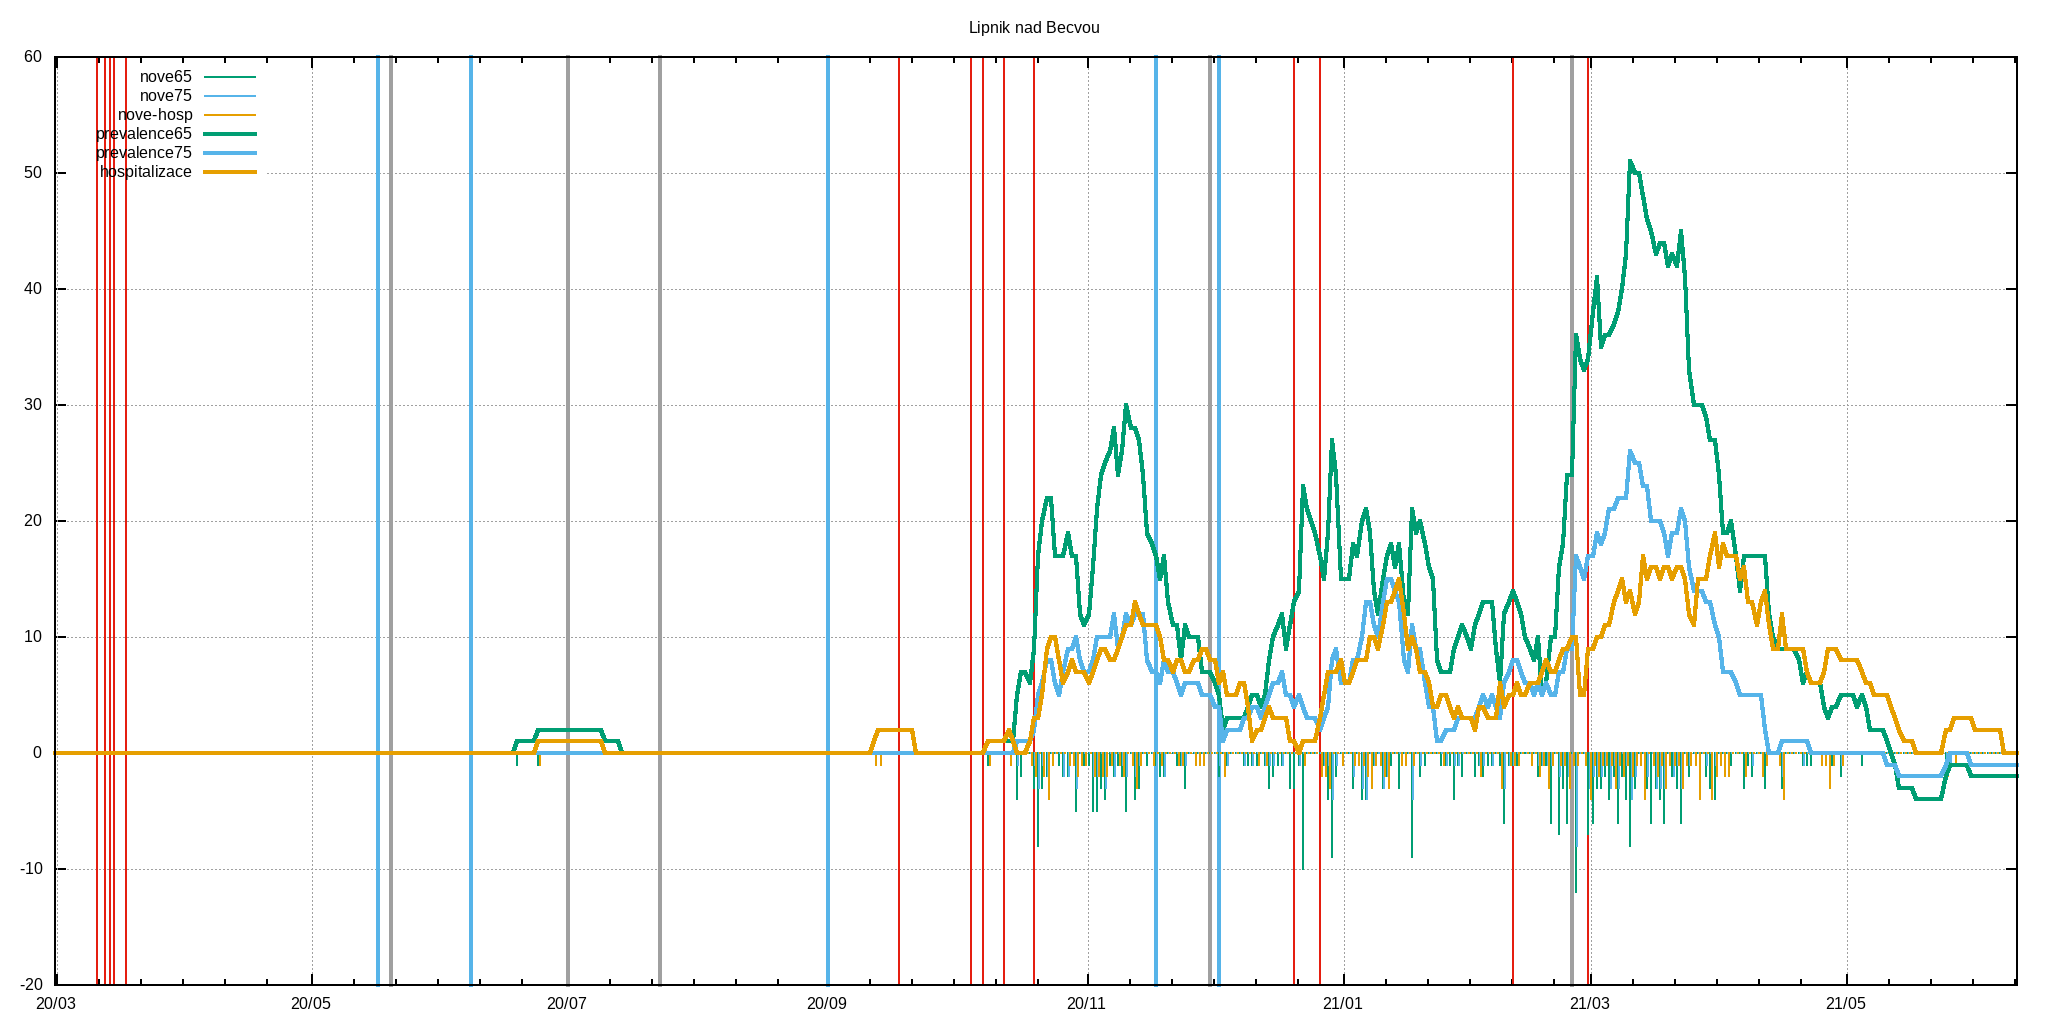 Lipnik nad Becvou
60
50
40
30
20
10
0
-10
-20
nove65
nove75
nove-hosp
prevalence65
prevalence75
hospitalizace
20/03 20/05 20/07 20/09 20/11 21/01 21/03 21/05